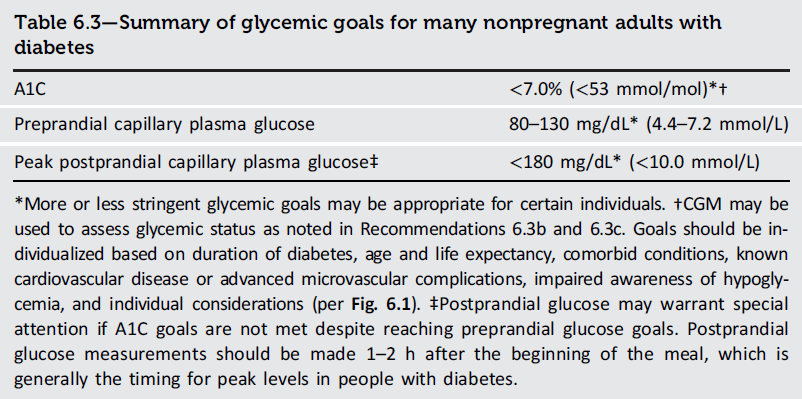 Table 6.3—Summary of glycemic goals for many nonpregnant adults with
diabetes
A1C <7.0% (<53 mmol/mol)*†
Preprandial capillary plasma glucose 80–130 mg/dL* (4.4–7.2 mmol/L)
Peak postprandial capillary plasma glucose‡ <180 mg/dL* (<10.0 mmol/L)
*More or less stringent glycemic goals may be appropriate for certain individuals. †CGM may be
used to assess glycemic status as noted in Recommendations 6.3b and 6.3c. Goals should be in-
dividualized based on duration of diabetes, age and life expectancy, comorbid conditions, known
cardiovascular disease or advanced microvascular complications, impaired awareness of hypogly-
cemia, and individual considerations (per Fig. 6.1). ‡Postprandial glucose may warrant special
attention if A1C goals are not met despite reaching preprandial glucose goals. Postprandial
glucose measurements should be made 1–2 h after the beginning of the meal, which is
generally the timing for peak levels in people with diabetes.